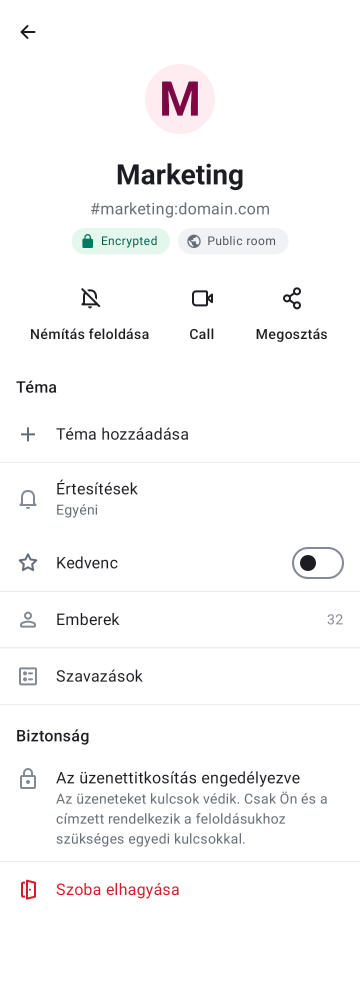 M
Marketing
#marketing:domain.com
Encrypted
Public room
Némítás feloldása
Call
Megosztás
Téma
Téma hozzáadása
Értesítések
Egyéni
Kedvenc
Emberek
32
Szavazások
Biztonság
Az üzenettitkosítás engedélyezve
Az üzeneteket kulcsok védik. Csak Ön és a
címzett rendelkezik a feloldásukhoz
szükséges egyedi kulcsokkal.
Szoba elhagyása